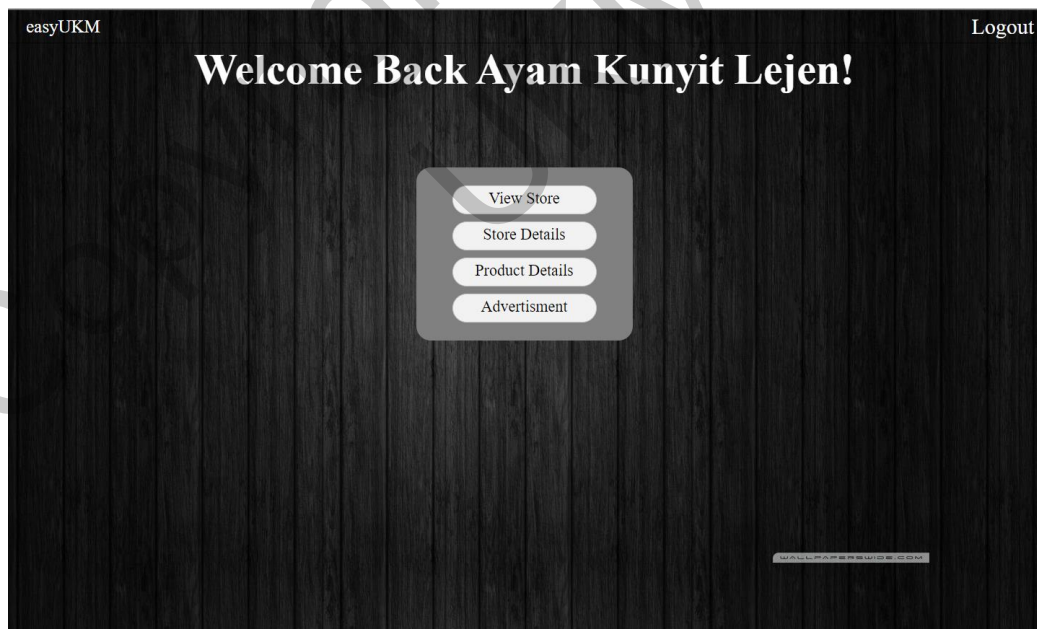 easyUKM
Logout
Welcome Back Ayam Kunyit Lejen!
View Store
Store Details
Product Details
Advertisment
WALLPAPERSWIDE.COM